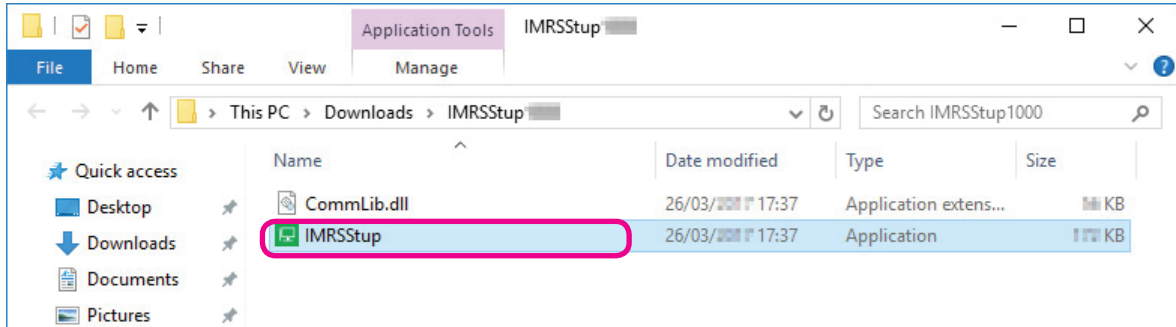 Application Tools IMRSStup
File Home Share View Manage
This PC > Downloads > IMRSStup
Search IMRSStup1000
Name Date modified Type Size
Quick access
Desktop
Downloads
Documents
Pictures
CommLib.dll 26/03/ 17:37 Application extens... KB
IMRSStup 26/03/ 17:37 Application KB